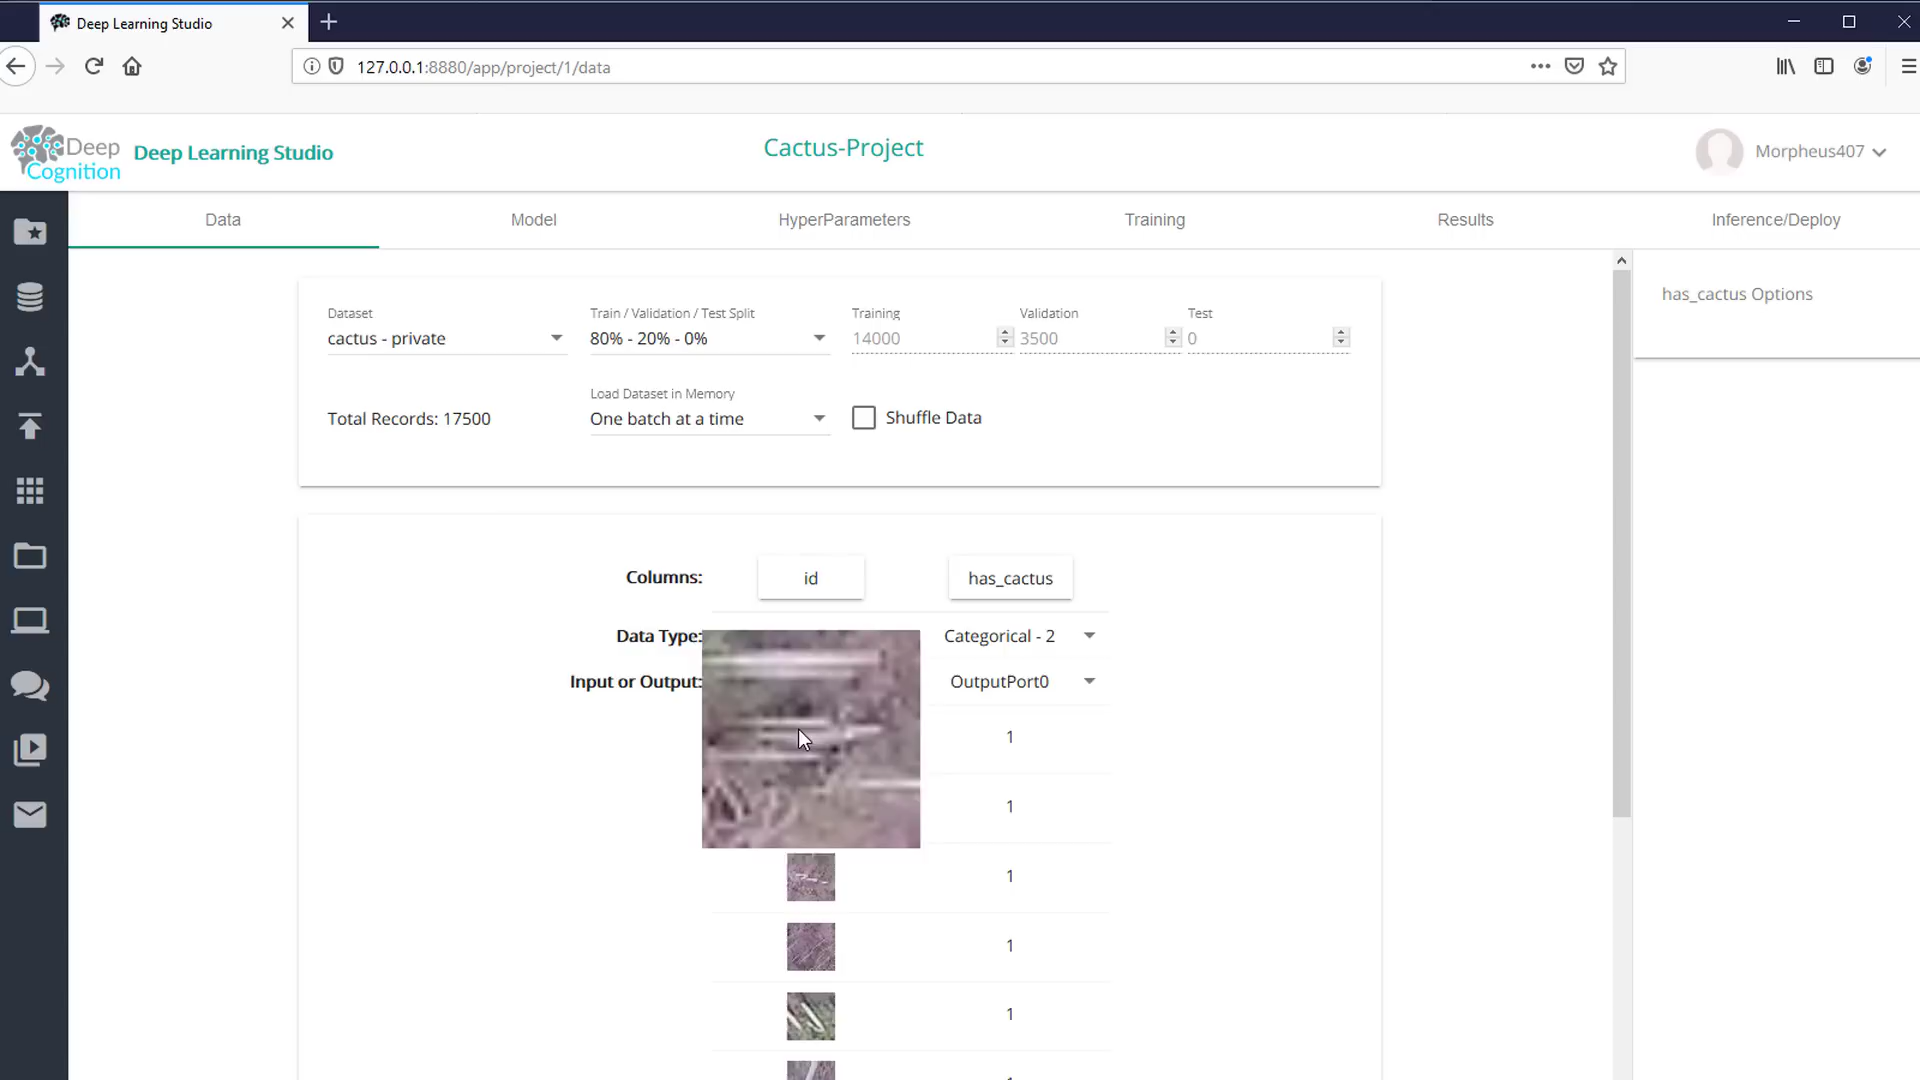 Deep Learning Studio
127.0.0.1:8880/app/project/1/data
Deep Cognition
Deep Learning Studio
Cactus-Project
Morpheus407
Data Model HyperParameters Training Results Inference/Deploy
Dataset Train / Validation / Test Split Training Validation Test
cactus - private 80% - 20% - 0% 14000 3500 0
Load Dataset in Memory
Total Records: 17500 One batch at a time Shuffle Data
has_cactus Options
Columns: id has_cactus
Data Type: Categorical - 2
Input or Output: OutputPort0
1
1
1
1
1